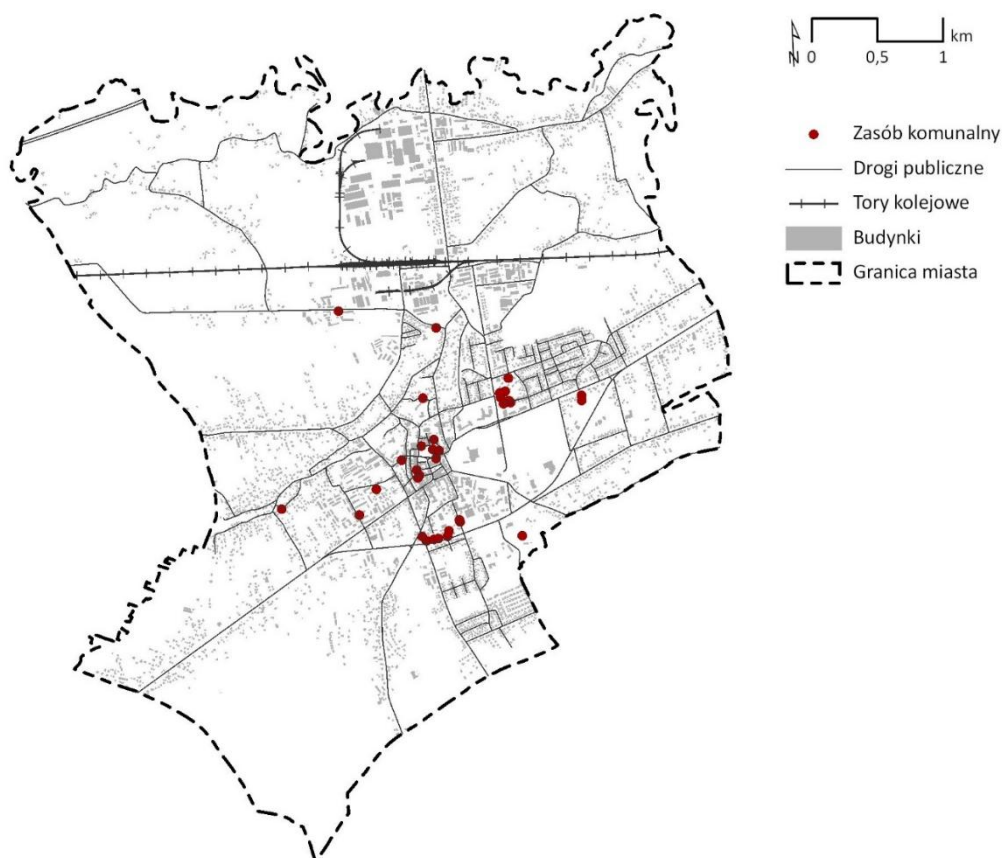 N
0
0,5
1
km
Zasób komunalny
Drogi publiczne
Tory kolejowe
Budynki
Granica miasta